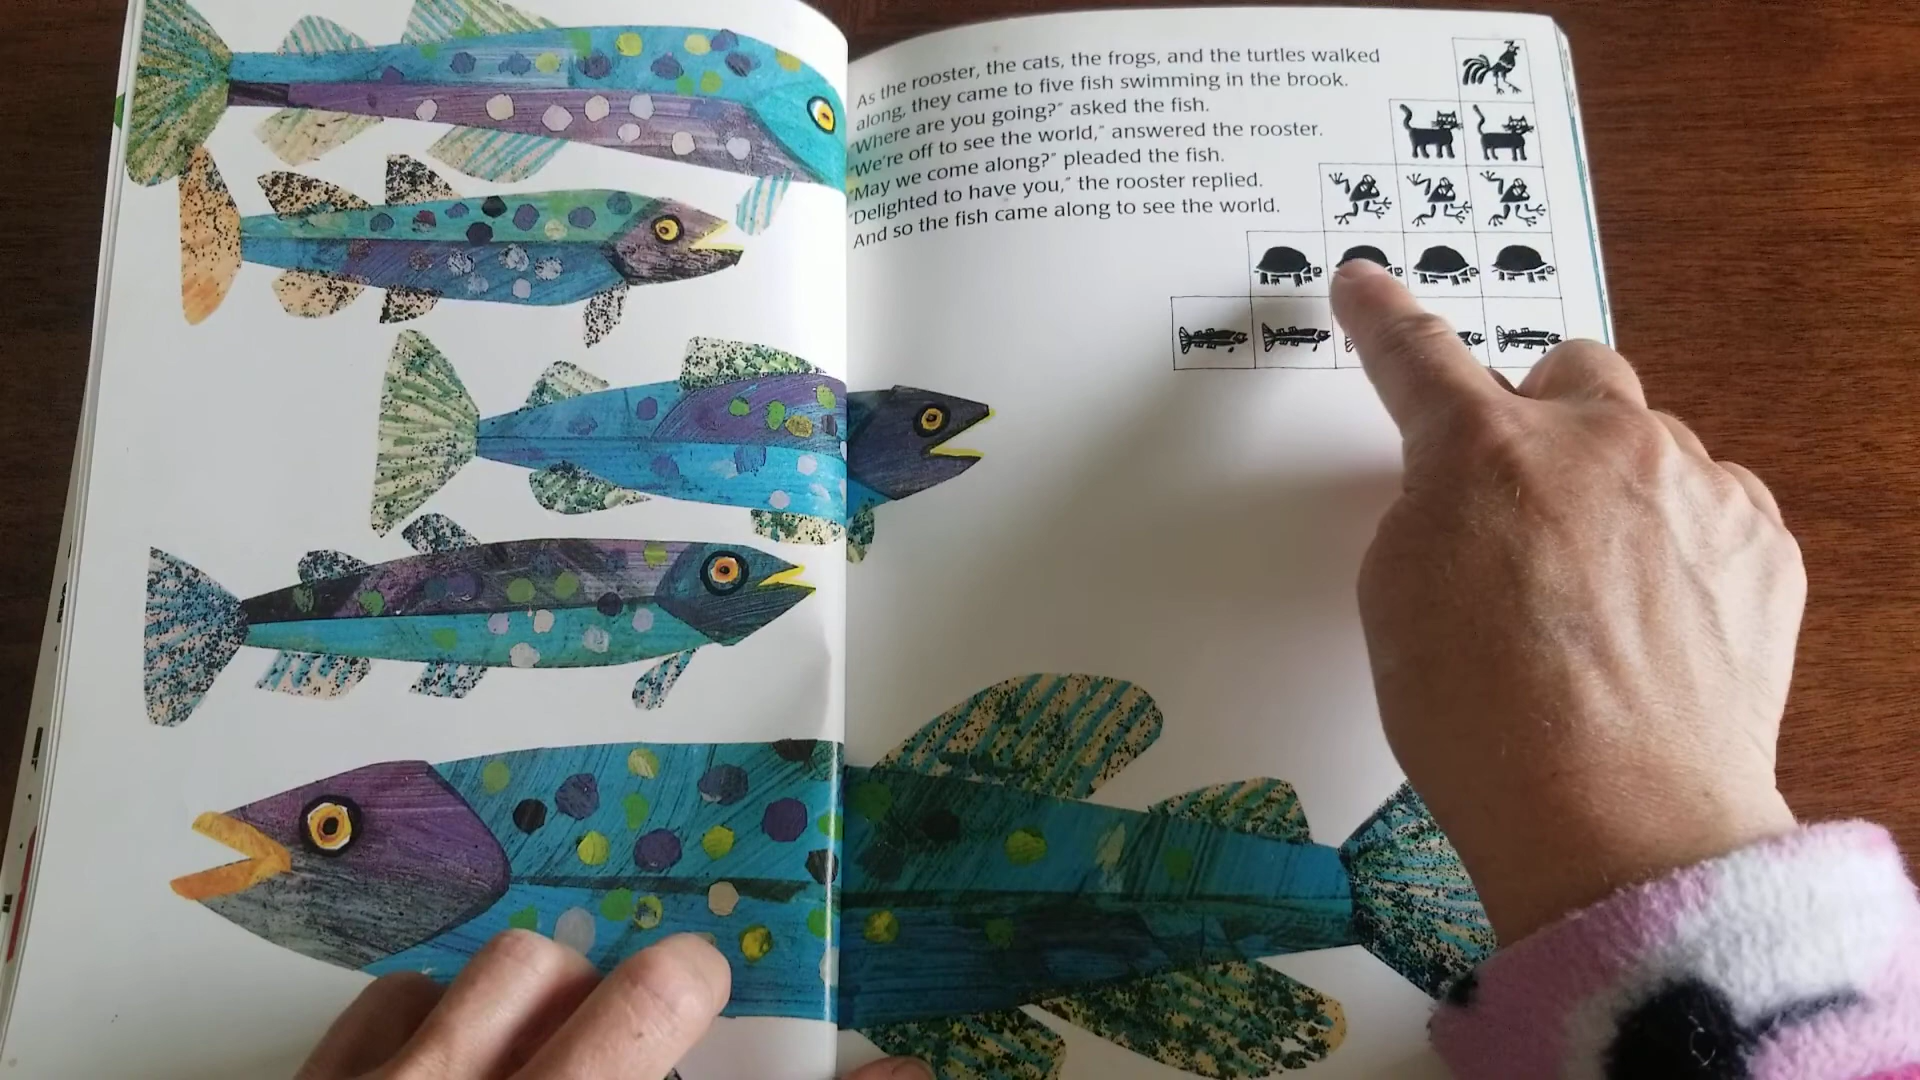 As the rooster, the cats, the frogs, and the turtles walked
along, they came to five fish swimming in the brook.
"Where are you going?" asked the fish.
"We're off to see the world," answered the rooster.
"May we come along?" pleaded the fish.
"Delighted to have you," the rooster replied.
And so the fish came along to see the world.